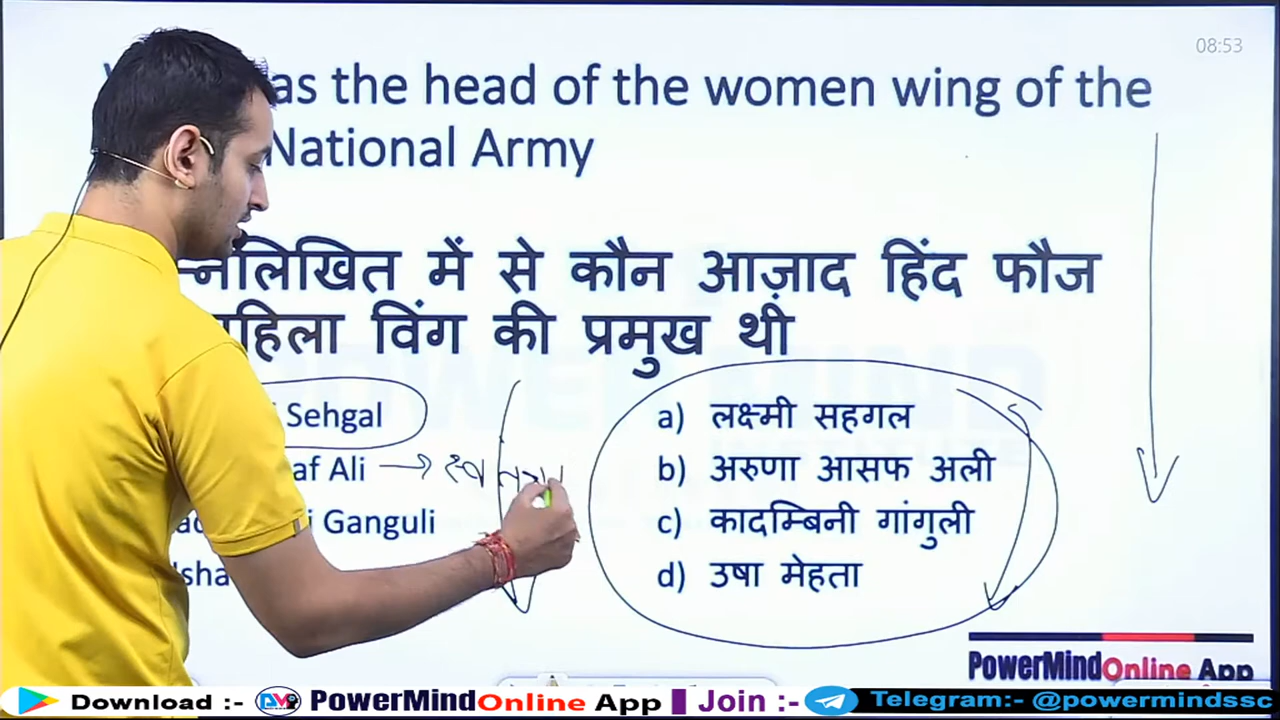 08:53
as the head of the women wing of the
National Army
न्नलिखित में से कौन आज़ाद हिंद फौज
हिला विंग की प्रमुख थी
Sehgal
a) लक्ष्मी सहगल
af Ali → स्व
b) अरुणा आसफ अली
i Ganguli
c) कादम्बिनी गांगुली
sha
d) उषा मेहता
PowerMindOnline App
Download :- PowerMindOnline App Join :- Telegram:- @powermindssc